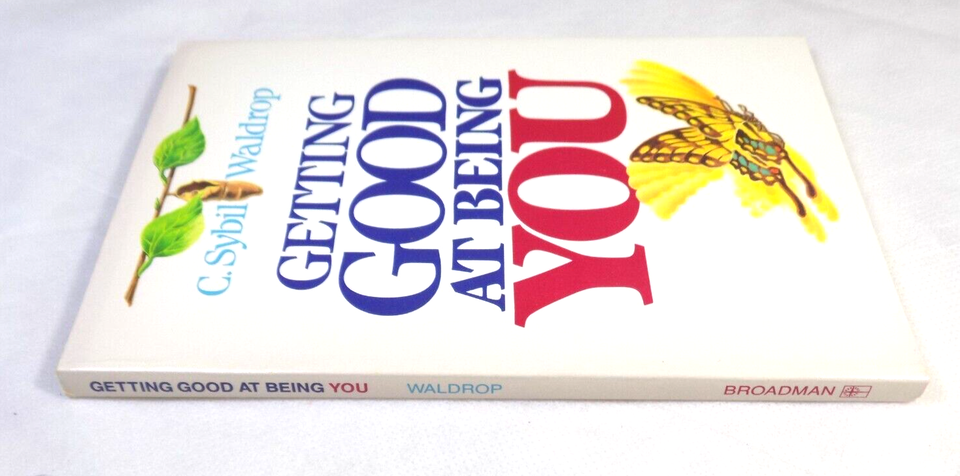 C. Sybil Waldrop
GETTING
GOOD
AT BEING
YOU
GETTING GOOD AT BEING YOU WALDROP BROADMAN